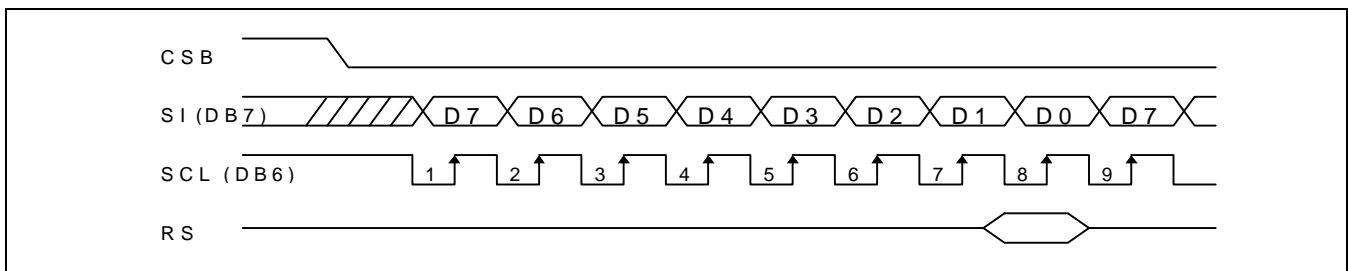 CSB
SI (DB7) D7 D6 D5 D4 D3 D2 D1 D0 D7
SCL (DB6) 1 2 3 4 5 6 7 8 9
RS